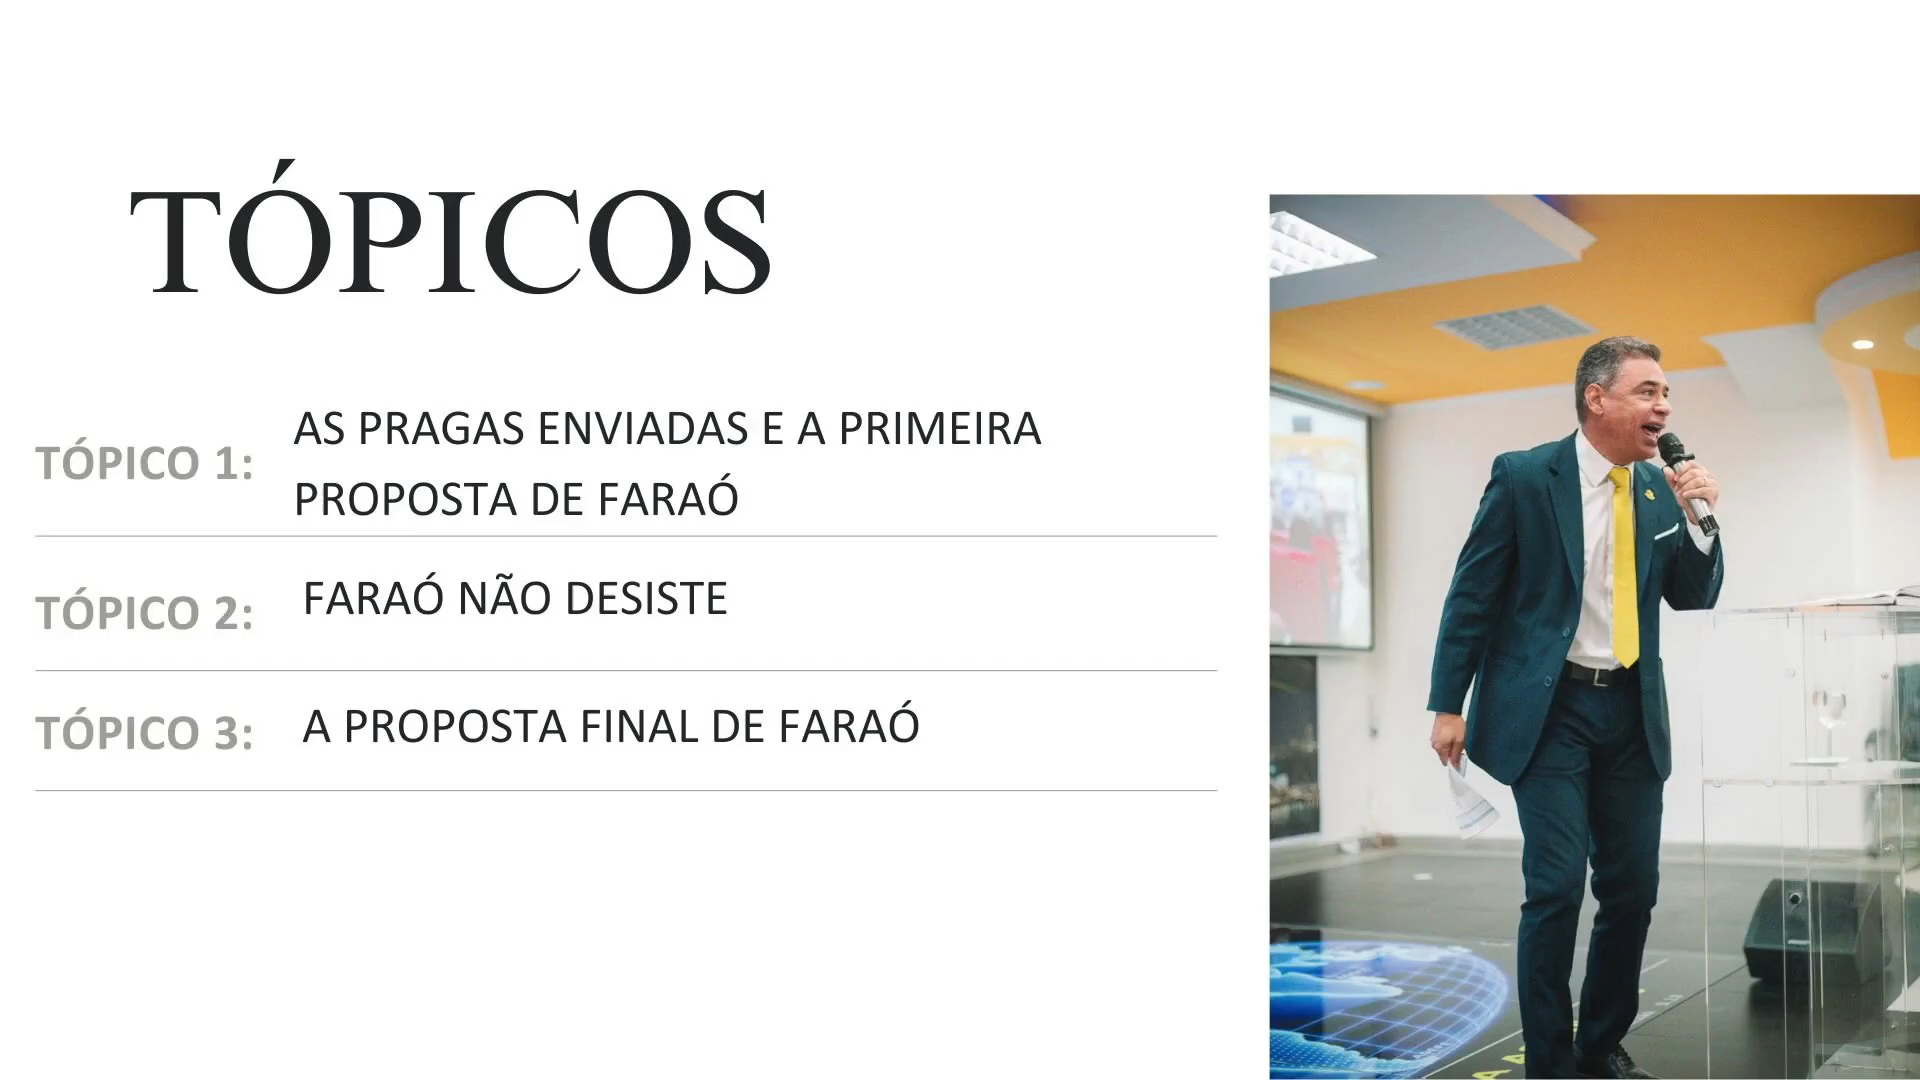 TÓPICOS
TÓPICO 1:
AS PRAGAS ENVIADAS E A PRIMEIRA
PROPOSTA DE FARAÓ
TÓPICO 2:
FARAÓ NÃO DESISTE
TÓPICO 3:
A PROPOSTA FINAL DE FARAÓ